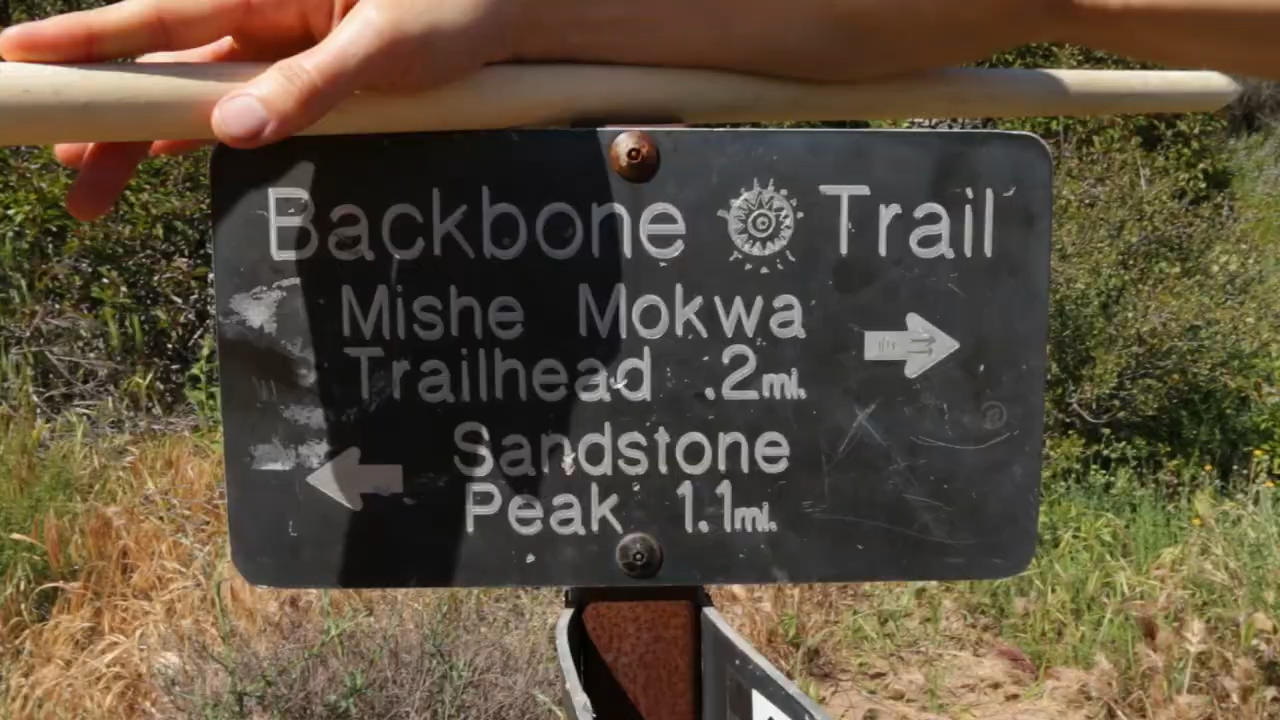 Backbone Trail
Mishe Mokwa
Trailhead .2mi.
Sandstone
Peak 1.1mi.